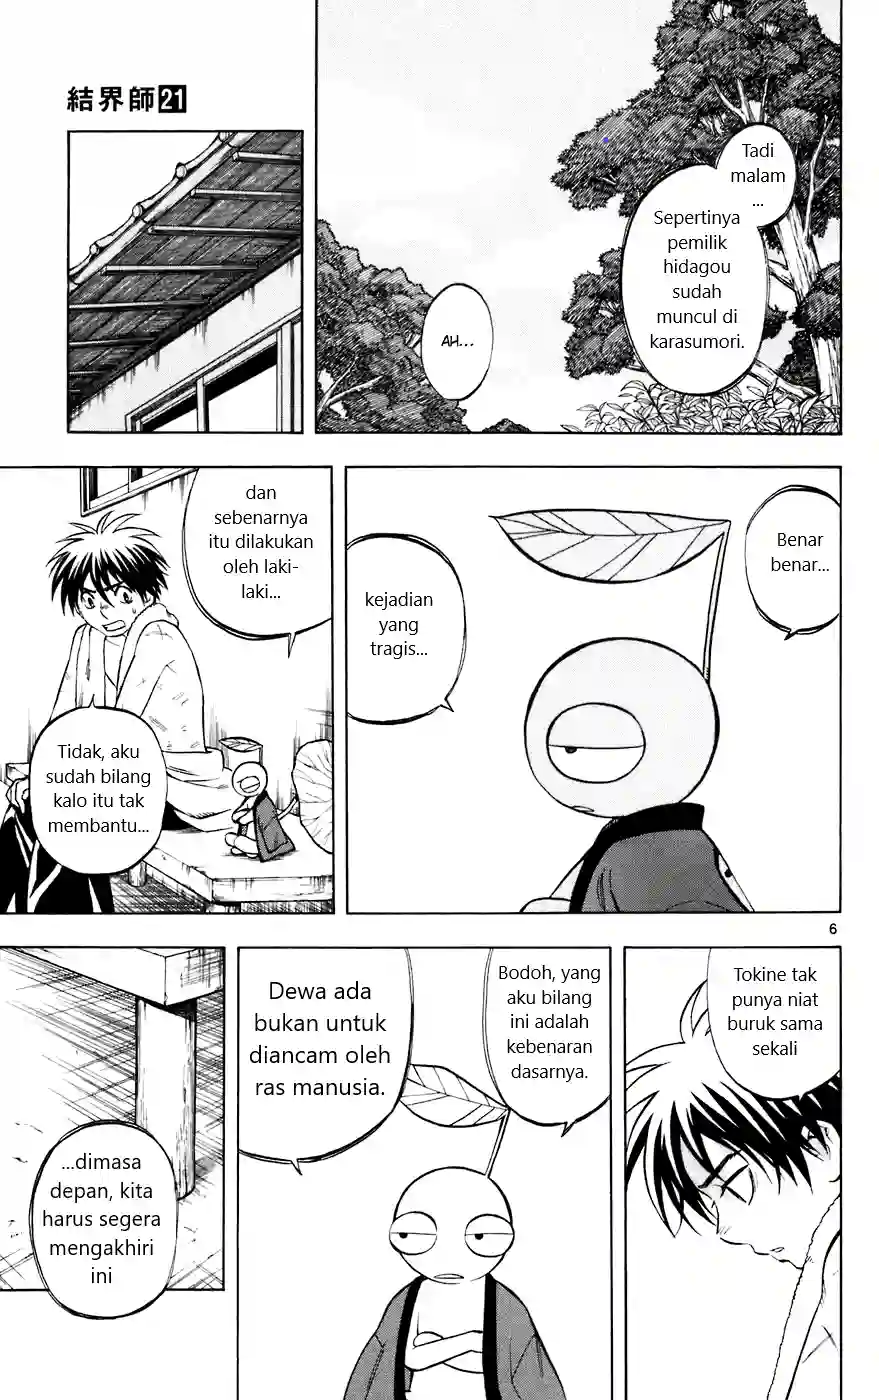 結界師21
Tadi
malam
...
Sepertinya
pemilik
hidagou
sudah
muncul di
karasumori.
AH...
Benar
benar...
kejadian
yang
tragis...
dan
sebenarnya
itu dilakukan
oleh laki-
laki...
Tidak, aku
sudah bilang
kalo itu tak
membantu...
6
Tokine tak
punya niat
buruk sama
sekali
Bodoh, yang
aku bilang
ini adalah
kebenaran
dasarnya.
Dewa ada
bukan untuk
diancam oleh
ras manusia.
...dimasa
depan, kita
harus segera
mengakhiri
ini